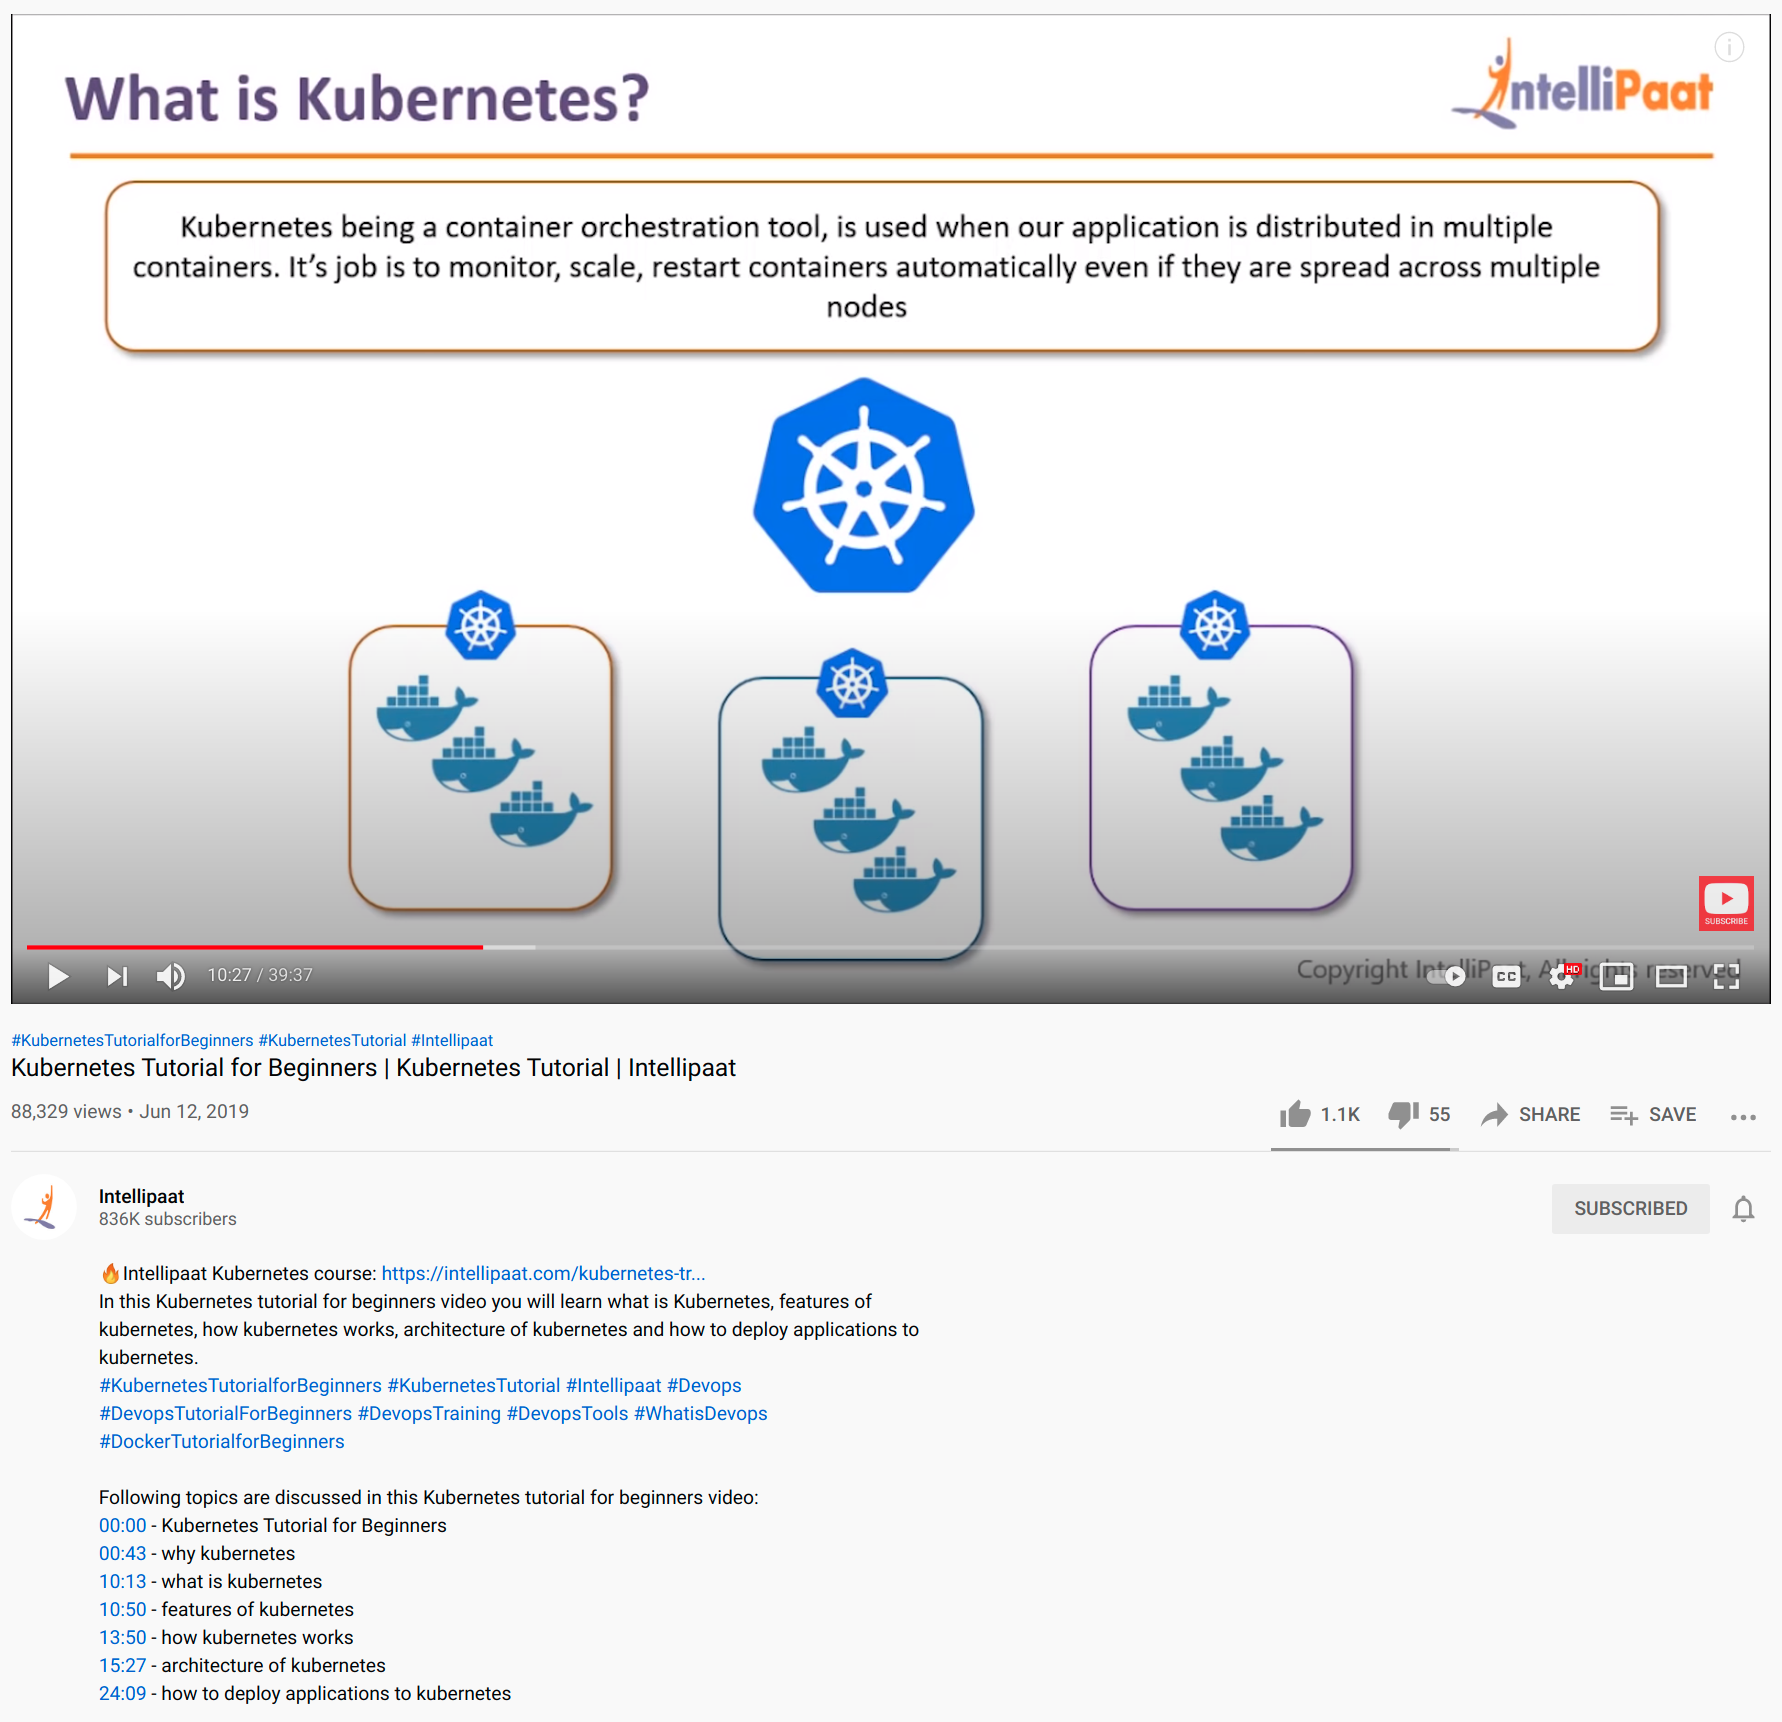 What is Kubernetes?
IntelliPaat
Kubernetes being a container orchestration tool, is used when our application is distributed in multiple
containers. It’s job is to monitor, scale, restart containers automatically even if they are spread across multiple
nodes
SUBSCRIBE
10:27 / 39:37
Copyright IntelliPaat, All rights reserved
CC
HD
#KubernetesTutorialforBeginners #KubernetesTutorial #Intellipaat
Kubernetes Tutorial for Beginners | Kubernetes Tutorial | Intellipaat
88,329 views • Jun 12, 2019
1.1K
55
SHARE
SAVE
Intellipaat
836K subscribers
SUBSCRIBED
🔥Intellipaat Kubernetes course: https://intellipaat.com/kubernetes-tr...
In this Kubernetes tutorial for beginners video you will learn what is Kubernetes, features of
kubernetes, how kubernetes works, architecture of kubernetes and how to deploy applications to
kubernetes.
#KubernetesTutorialforBeginners #KubernetesTutorial #Intellipaat #Devops
#DevopsTutorialForBeginners #DevopsTraining #DevopsTools #WhatisDevops
#DockerTutorialforBeginners
Following topics are discussed in this Kubernetes tutorial for beginners video:
00:00 - Kubernetes Tutorial for Beginners
00:43 - why kubernetes
10:13 - what is kubernetes
10:50 - features of kubernetes
13:50 - how kubernetes works
15:27 - architecture of kubernetes
24:09 - how to deploy applications to kubernetes